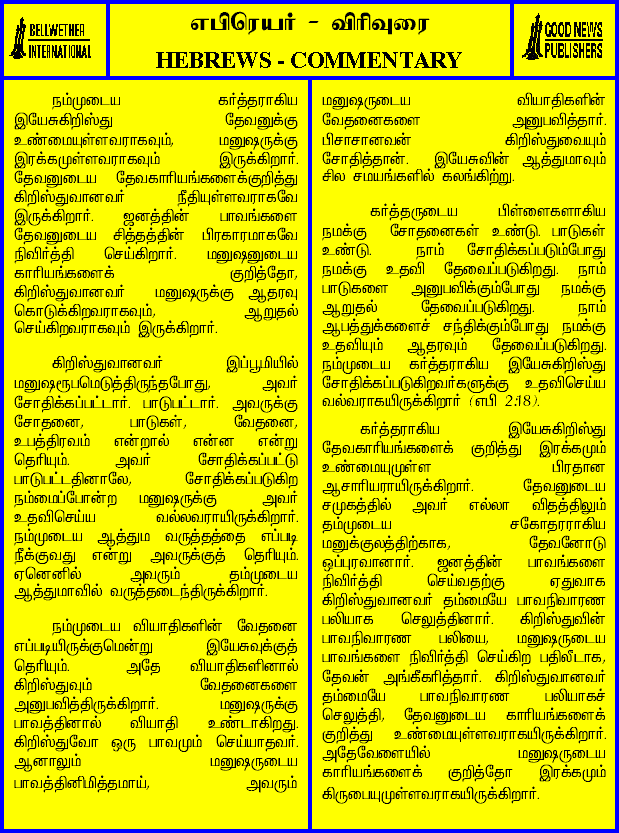 BELLWETHER
INTERNATIONAL
எபிரெயர் - விரிவுரை
HEBREWS - COMMENTARY
GOOD NEWS
PUBLISHERS
நம்முடைய கர்த்தராகிய
இயேசுகிறிஸ்து தேவனுக்கு
உண்மையுள்ளவராகவும், மனுஷருக்கு
இரக்கமுள்ளவராகவும் இருக்கிறார்.
தேவனுடைய தேவகாரியங்களைக்குறித்து
கிறிஸ்துவானவர் நீதியுள்ளவராகவே
இருக்கிறார். ஜனத்தின் பாவங்களை
தேவனுடைய சித்தத்தின் பிரகாரமாகவே
நிவிர்த்தி செய்கிறார். மனுஷனுடைய
காரியங்களைக் குறித்தோ,
கிறிஸ்துவானவர் மனுஷருக்கு ஆதரவு
கொடுக்கிறவராகவும், ஆறுதல்
செய்கிறவராகவும் இருக்கிறார்.
கிறிஸ்துவானவர் இப்பூமியில்
மனுஷரூபமெடுத்திருந்தபோது, அவர்
சோதிக்கப்பட்டார். பாடுபட்டார். அவருக்கு
சோதனை, பாடுகள், வேதனை,
உபத்திரவம் என்றால் என்ன என்று
தெரியும். அவர் சோதிக்கப்பட்டு
பாடுபட்டதினாலே, சோதிக்கப்படுகிற
நம்மைப்போன்ற மனுஷருக்கு அவர்
உதவிசெய்ய வல்லவராயிருக்கிறார்.
நம்முடைய ஆத்தும வருத்தத்தை எப்படி
நீக்குவது என்று அவருக்குத் தெரியும்.
ஏனெனில் அவரும் தம்முடைய
ஆத்துமாவில் வருத்தடைந்திருக்கிறார்.
நம்முடைய வியாதிகளின் வேதனை
எப்படியிருக்குமென்று இயேசுவுக்குத்
தெரியும். அதே வியாதிகளினால்
கிறிஸ்துவும் வேதனைகளை
அனுபவித்திருக்கிறார். மனுஷருக்கு
பாவத்தினால் வியாதி உண்டாகிறது.
கிறிஸ்துவோ ஒரு பாவமும் செய்யாதவர்.
ஆனாலும் மனுஷருடைய
பாவத்தினிமித்தமாய், அவரும்
மனுஷருடைய வியாதிகளின்
வேதனைகளை அனுபவித்தார்.
பிசாசானவன் கிறிஸ்துவையும்
சோதித்தான். இயேசுவின் ஆத்துமாவும்
சில சமயங்களில் கலங்கிற்று.
கர்த்தருடைய பிள்ளைகளாகிய
நமக்கு சோதனைகள் உண்டு. பாடுகள்
உண்டு. நாம் சோதிக்கப்படும்போது
நமக்கு உதவி தேவைப்படுகிறது. நாம்
பாடுகளை அனுபவிக்கும்போது நமக்கு
ஆறுதல் தேவைப்படுகிறது. நாம்
ஆபத்துக்களைச் சந்திக்கும்போது நமக்கு
உதவியும் ஆதரவும் தேவைப்படுகிறது.
நம்முடைய கர்த்தராகிய இயேசுகிறிஸ்து
சோதிக்கப்படுகிறவர்களுக்கு உதவிசெய்ய
வல்லவராயிருக்கிறார் (எபி 2:18).
கர்த்தராகிய இயேசுகிறிஸ்து
தேவகாரியங்களைக் குறித்து இரக்கமும்
உண்மையுமுள்ள பிரதான
ஆசாரியராயிருக்கிறார். தேவனுடைய
சமுகத்தில் அவர் எல்லா விதத்திலும்
தம்முடைய சகோதரராகிய
மனுக்குலத்திற்காக, தேவனோடு
ஒப்புரவானார். ஜனத்தின் பாவங்களை
நிவிர்த்தி செய்வதற்கு ஏதுவாக
கிறிஸ்துவானவர் தம்மையே பாவநிவாரண
பலியாக செலுத்தினார். கிறிஸ்துவின்
பாவநிவாரண பலியை, மனுஷருடைய
பாவங்களை நிவிர்த்தி செய்கிற பதிலீடாக,
தேவன் அங்கீகரித்தார். கிறிஸ்துவானவர்
தம்மையே பாவநிவாரண பலியாகச்
செலுத்தி, தேவனுடைய காரியங்களைக்
குறித்து உண்மையுள்ளவராகயிருக்கிறார்.
அதேவேளையில் மனுஷருடைய
காரியங்களைக் குறித்தோ இரக்கமும்
கிருபையுமுள்ளவராகயிருக்கிறார்.